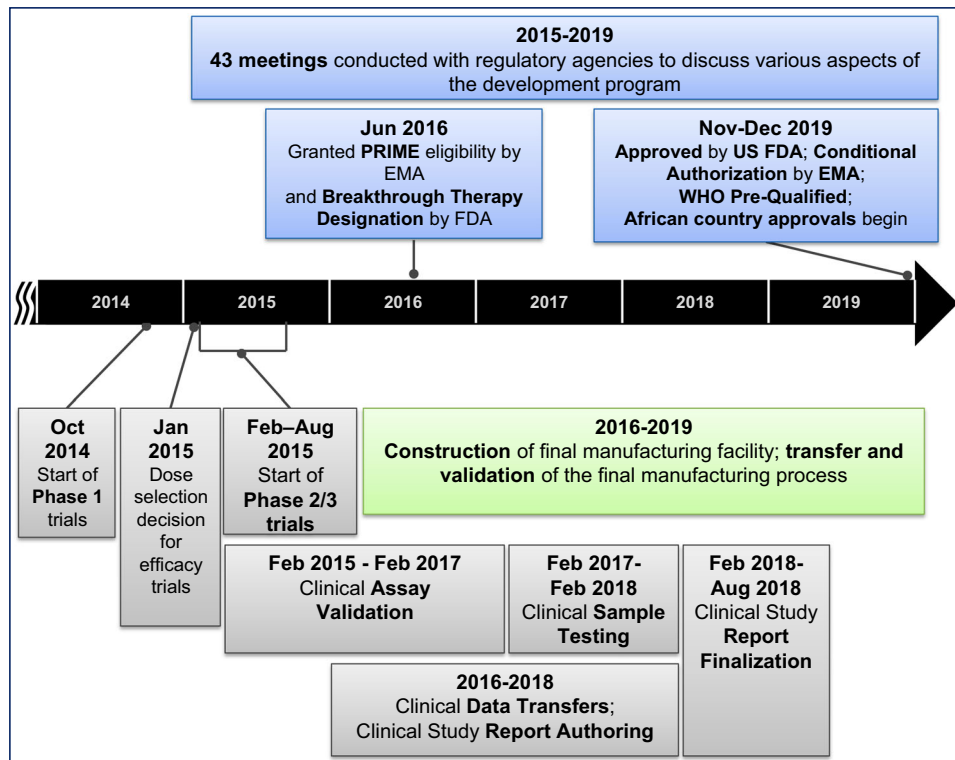 2015-2019
43 meetings conducted with regulatory agencies to discuss various aspects of
the development program
Jun 2016
Granted PRIME eligibility by
EMA
and Breakthrough Therapy
Designation by FDA
Nov-Dec 2019
Approved by US FDA; Conditional
Authorization by EMA;
WHO Pre-Qualified;
African country approvals begin
2014
2015
2016
2017
2018
2019
Oct
2014
Start of
Phase 1
trials
Jan
2015
Dose
selection
decision
for
efficacy
trials
Feb–Aug
2015
Start of
Phase 2/3
trials
2016-2019
Construction of final manufacturing facility; transfer and
validation of the final manufacturing process
Feb 2015 - Feb 2017
Clinical Assay
Validation
Feb 2017-
Feb 2018
Clinical Sample
Testing
Feb 2018-
Aug 2018
Clinical Study
Report
Finalization
2016-2018
Clinical Data Transfers;
Clinical Study Report Authoring